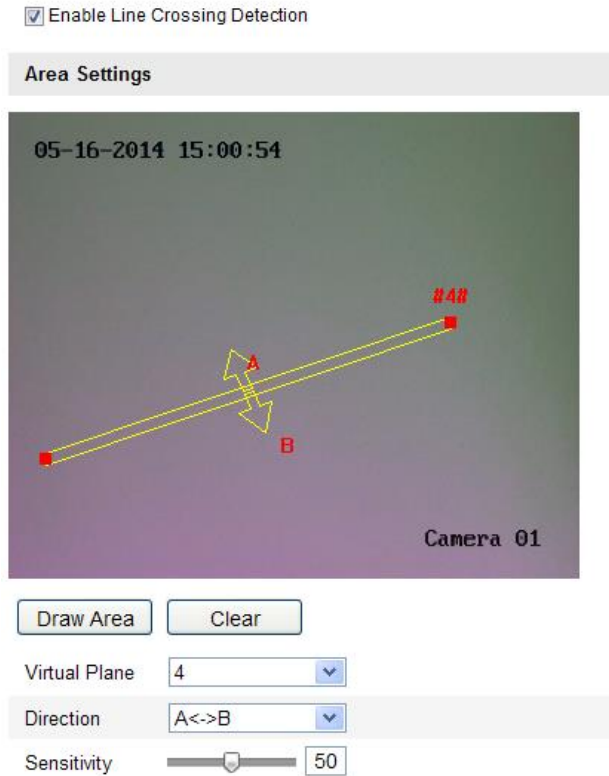 Enable Line Crossing Detection
Area Settings
05-16-2014 15:00:54
#4#
A
B
Camera 01
Draw Area Clear
Virtual Plane 4
Direction A<->B
Sensitivity 50